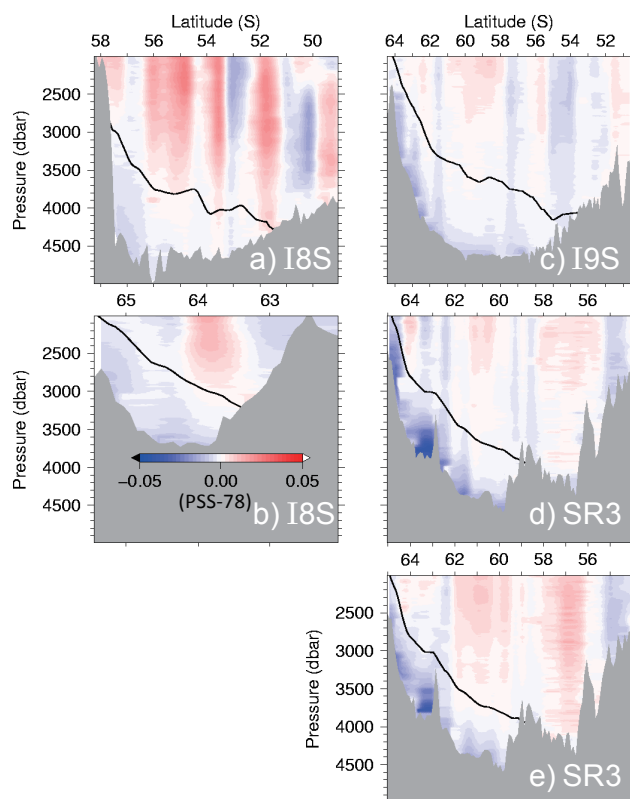 Latitude (S)
58 56 54 52 50
Pressure (dbar)
2500
3000
3500
4000
4500
a) I8S
Latitude (S)
64 62 60 58 56 54 52
c) I9S
65 64 63
Pressure (dbar)
2500
3000
3500
4000
4500
−0.05 0.00 0.05
(PSS-78)
b) I8S
64 62 60 58 56
d) SR3
64 62 60 58 56
Pressure (dbar)
2500
3000
3500
4000
4500
e) SR3